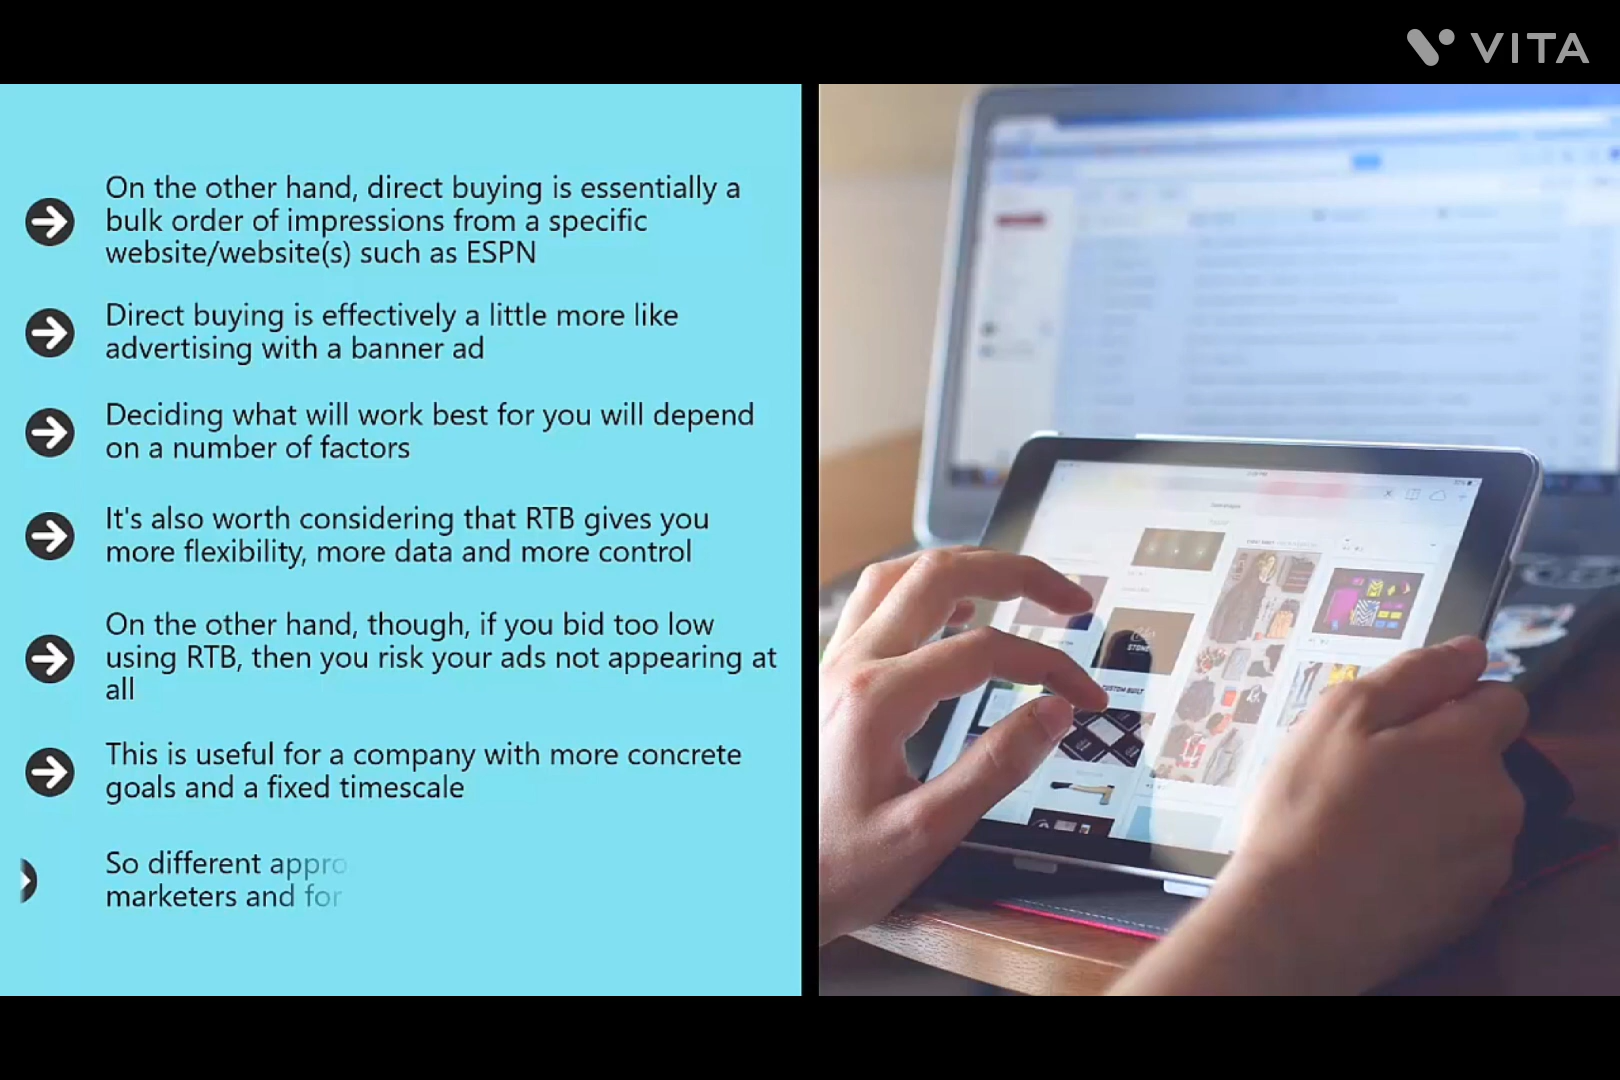 VITA
On the other hand, direct buying is essentially a
bulk order of impressions from a specific
website/website(s) such as ESPN
Direct buying is effectively a little more like
advertising with a banner ad
Deciding what will work best for you will depend
on a number of factors
It's also worth considering that RTB gives you
more flexibility, more data and more control
On the other hand, though, if you bid too low
using RTB, then you risk your ads not appearing at
all
This is useful for a company with more concrete
goals and a fixed timescale
So different appro
marketers and for
STONE
CUSTOM BUILT